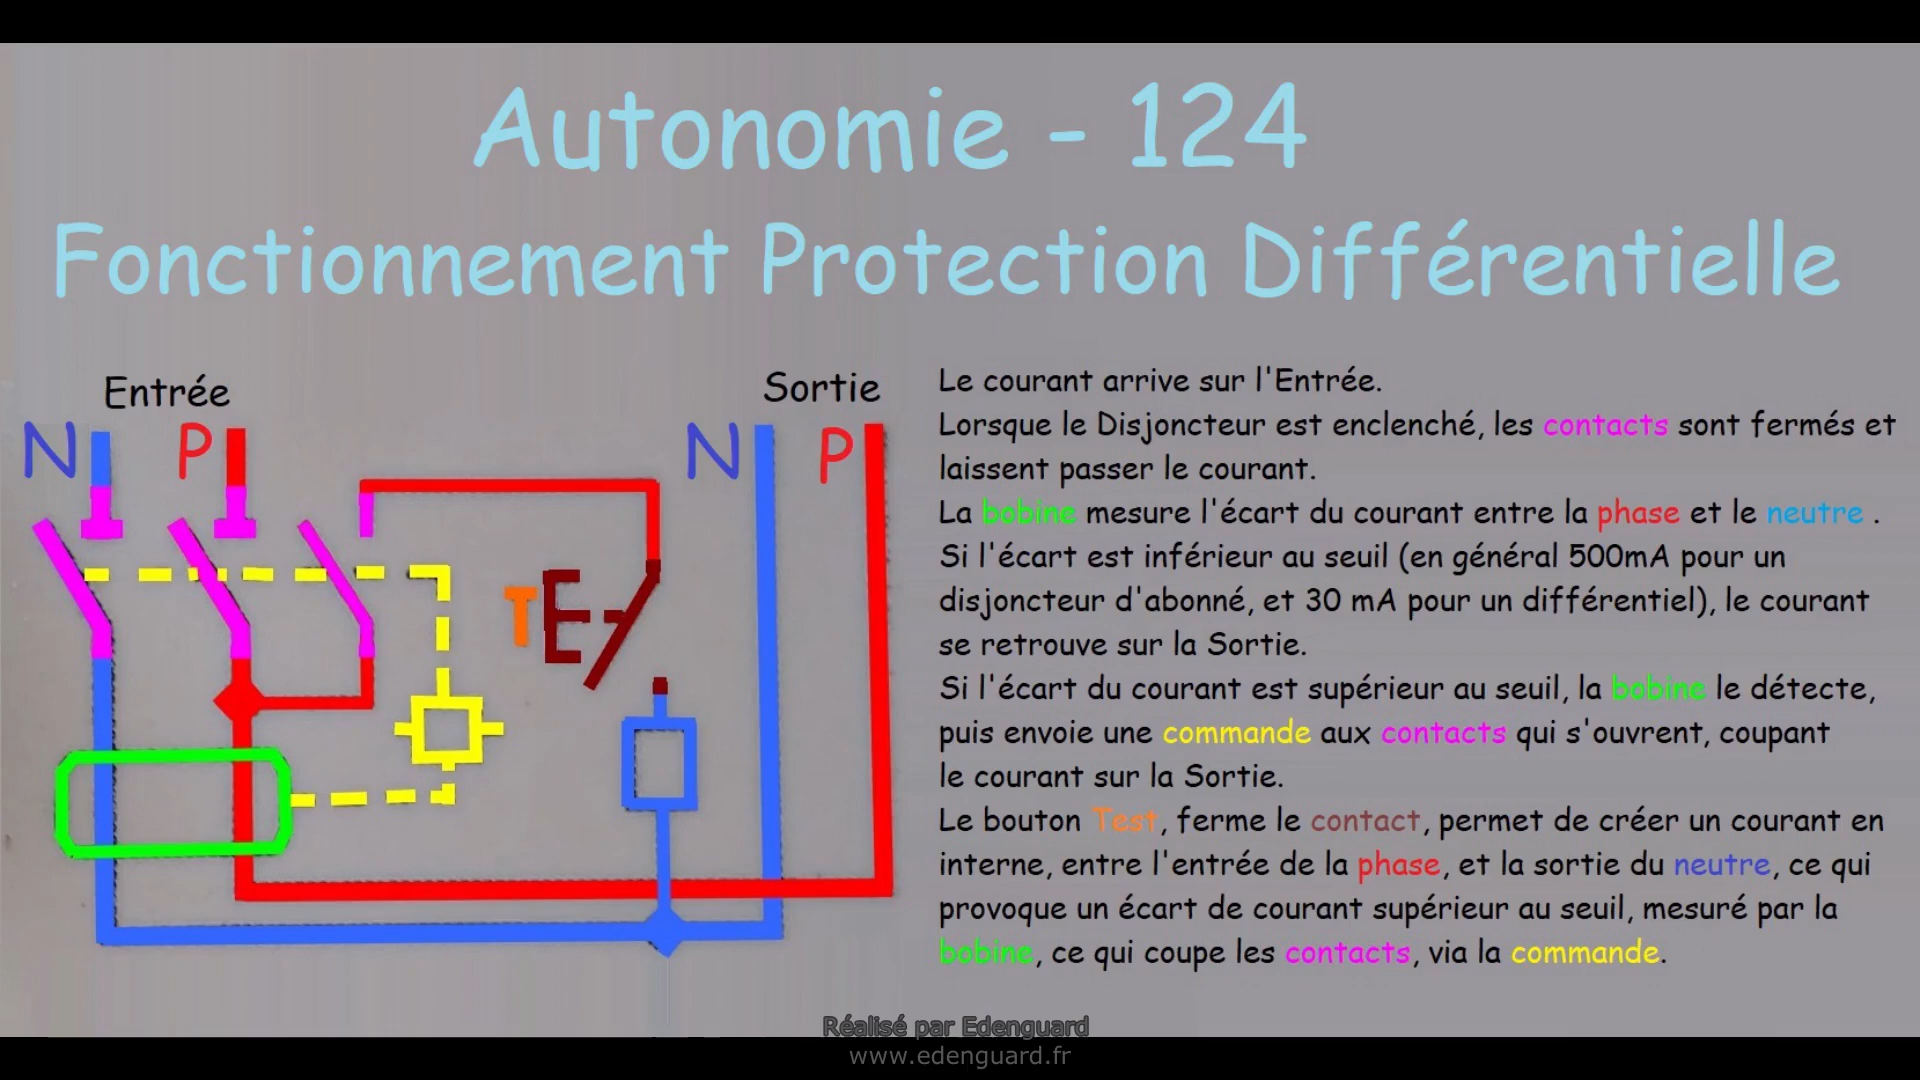 Autonomie - 124
Fonctionnement Protection Différentielle
Entrée
N P
Sortie
N P
T E
Le courant arrive sur l'Entrée.
Lorsque le Disjoncteur est enclenché, les contacts sont fermés et
laissent passer le courant.
La bobine mesure l'écart du courant entre la phase et le neutre .
Si l'écart est inférieur au seuil (en général 500mA pour un
disjoncteur d'abonné, et 30 mA pour un différentiel), le courant
se retrouve sur la Sortie.
Si l'écart du courant est supérieur au seuil, la bobine le détecte,
puis envoie une commande aux contacts qui s'ouvrent, coupant
le courant sur la Sortie.
Le bouton Test, ferme le contact, permet de créer un courant en
interne, entre l'entrée de la phase, et la sortie du neutre, ce qui
provoque un écart de courant supérieur au seuil, mesuré par la
bobine, ce qui coupe les contacts, via la commande.
Réalisé par Edenguard
www.edenguard.fr